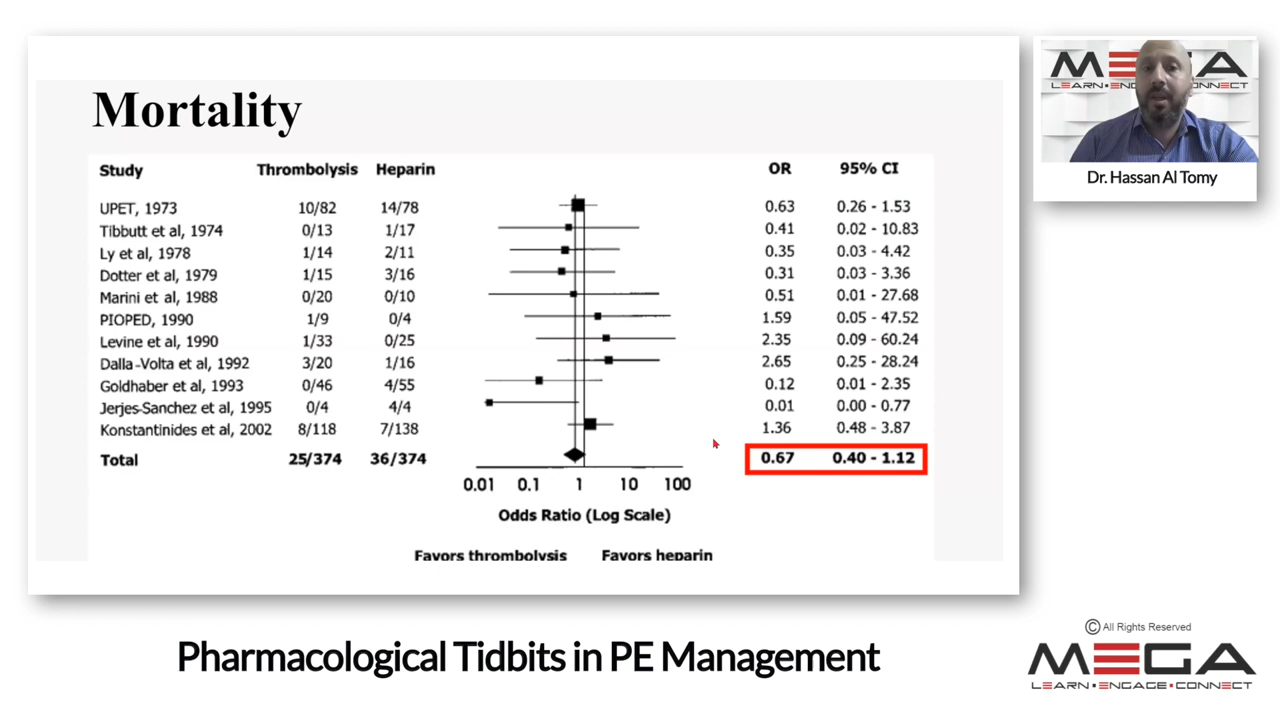 Mortality
Study Thrombolysis Heparin OR 95% CI
UPET, 1973 10/82 14/78 0.63 0.26 - 1.53
Tibbutt et al, 1974 0/13 1/17 0.41 0.02 - 10.83
Ly et al, 1978 1/14 2/11 0.35 0.03 - 4.42
Dotter et al, 1979 1/15 3/16 0.31 0.03 - 3.36
Marini et al, 1988 0/20 0/10 0.51 0.01 - 27.68
PIOPED, 1990 1/9 0/4 1.59 0.05 - 47.52
Levine et al, 1990 1/33 0/25 2.35 0.09 - 60.24
Dalla-Volta et al, 1992 3/20 1/16 2.65 0.25 - 28.24
Goldhaber et al, 1993 0/46 4/55 0.12 0.01 - 2.35
Jerjes-Sanchez et al, 1995 0/4 4/4 0.01 0.00 - 0.77
Konstantinides et al, 2002 8/118 7/138 1.36 0.48 - 3.87
Total 25/374 36/374 0.67 0.40 - 1.12
0.01 0.1 1 10 100
Odds Ratio (Log Scale)
Favors thrombolysis Favors heparin
Dr. Hassan Al Tomy
Pharmacological Tidbits in PE Management
© All Rights Reserved
MEGA
LEARN ENGAGE CONNECT